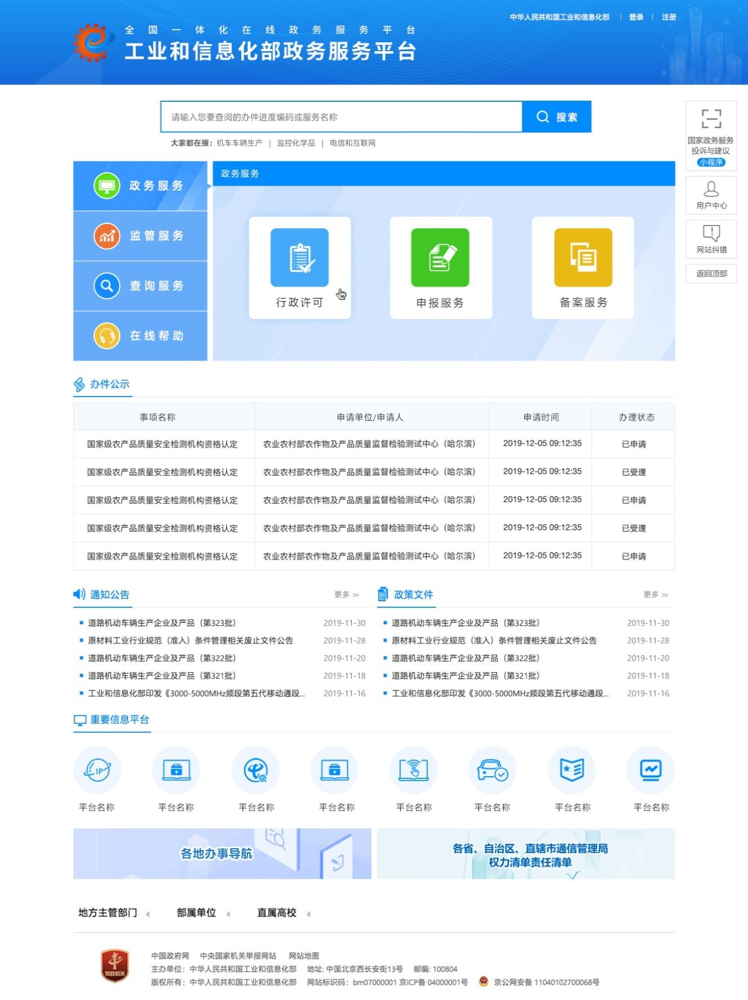 中华人民共和国工业和信息化部 | 登录 | 注册
全国一体化在线政务服务平台
工业和信息化部政务服务平台
请输入您要查阅的办件进度编码或服务名称
搜索
大家都在搜：机车车辆生产 | 监控化学品 | 电信和互联网
国家政务服务
投诉与建议
小程序
用户中心
网站纠错
返回顶部
政务服务
监管服务
查询服务
在线帮助
政务服务
行政许可
申报服务
备案服务
办件公示
事项名称 申请单位/申请人 申请时间 办理状态
国家级农产品质量安全检测机构资格认定 农业农村部农作物及产品质量监督检验测试中心（哈尔滨） 2019-12-05 09:12:35 已申请
国家级农产品质量安全检测机构资格认定 农业农村部农作物及产品质量监督检验测试中心（哈尔滨） 2019-12-05 09:12:35 已受理
国家级农产品质量安全检测机构资格认定 农业农村部农作物及产品质量监督检验测试中心（哈尔滨） 2019-12-05 09:12:35 已申请
国家级农产品质量安全检测机构资格认定 农业农村部农作物及产品质量监督检验测试中心（哈尔滨） 2019-12-05 09:12:35 已受理
国家级农产品质量安全检测机构资格认定 农业农村部农作物及产品质量监督检验测试中心（哈尔滨） 2019-12-05 09:12:35 已申请
通知公告 更多 >>
道路机动车辆生产企业及产品（第323批） 2019-11-30
原材料工业行业规范（准入）条件管理相关废止文件公告 2019-11-28
道路机动车辆生产企业及产品（第322批） 2019-11-20
道路机动车辆生产企业及产品（第321批） 2019-11-18
工业和信息化部印发《3000-5000MHz频段第五代移动通段... 2019-11-16
政策文件 更多 >>
道路机动车辆生产企业及产品（第323批） 2019-11-30
原材料工业行业规范（准入）条件管理相关废止文件公告 2019-11-28
道路机动车辆生产企业及产品（第322批） 2019-11-20
道路机动车辆生产企业及产品（第321批） 2019-11-18
工业和信息化部印发《3000-5000MHz频段第五代移动通段... 2019-11-16
重要信息平台
IP
平台名称 平台名称 平台名称 平台名称 平台名称 平台名称 平台名称 平台名称
各地办事导航
各省、自治区、直辖市通信管理局
权力清单责任清单
地方主管部门 部属单位 直属高校
党政机关
中国政府网 中央国家机关举报网站 网站地图
主办单位：中华人民共和国工业和信息化部 地址: 中国北京西长安街13号 邮编: 100804
版权所有：中华人民共和国工业和信息化部 网站标识码：bm07000001 京ICP备 04000001号 京公网安备 11040102700068号